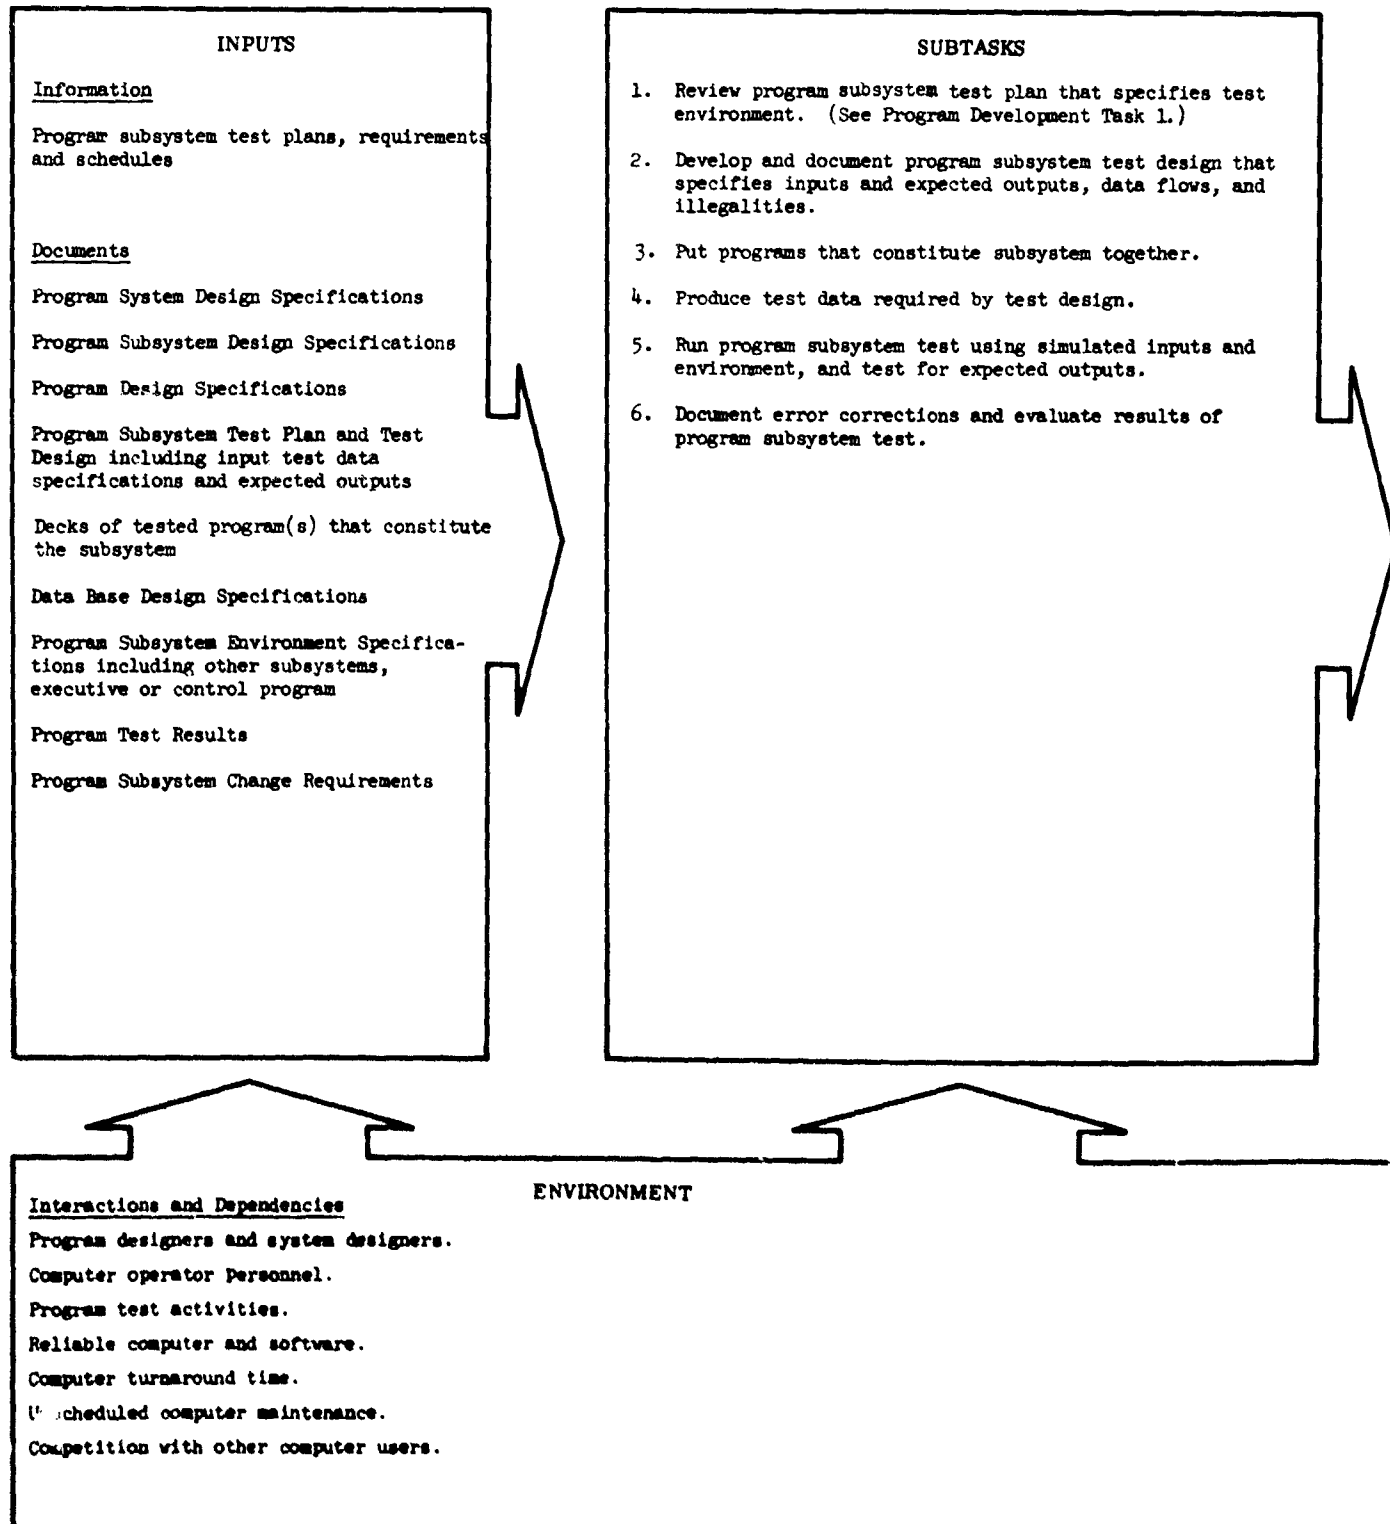 INPUTS
Information
Program subsystem test plans, requirements
and schedules
Documents
Program System Design Specifications
Program Subsystem Design Specifications
Program Design Specifications
Program Subsystem Test Plan and Test
Design including input test data
specifications and expected outputs
Decks of tested program(s) that constitute
the subsystem
Data Base Design Specifications
Program Subsystem Environment Specifica-
tions including other subsystems,
executive or control program
Program Test Results
Program Subsystem Change Requirements
SUBTASKS
1. Review program subsystem test plan that specifies test
environment. (See Program Development Task 1.)
2. Develop and document program subsystem test design that
specifies inputs and expected outputs, data flows, and
illegalities.
3. Put programs that constitute subsystem together.
4. Produce test data required by test design.
5. Run program subsystem test using simulated inputs and
environment, and test for expected outputs.
6. Document error corrections and evaluate results of
program subsystem test.
ENVIRONMENT
Interactions and Dependencies
Program designers and system designers.
Computer operator Personnel.
Program test activities.
Reliable computer and software.
Computer turnaround time.
computer maintenance.
Competition with other computer users.